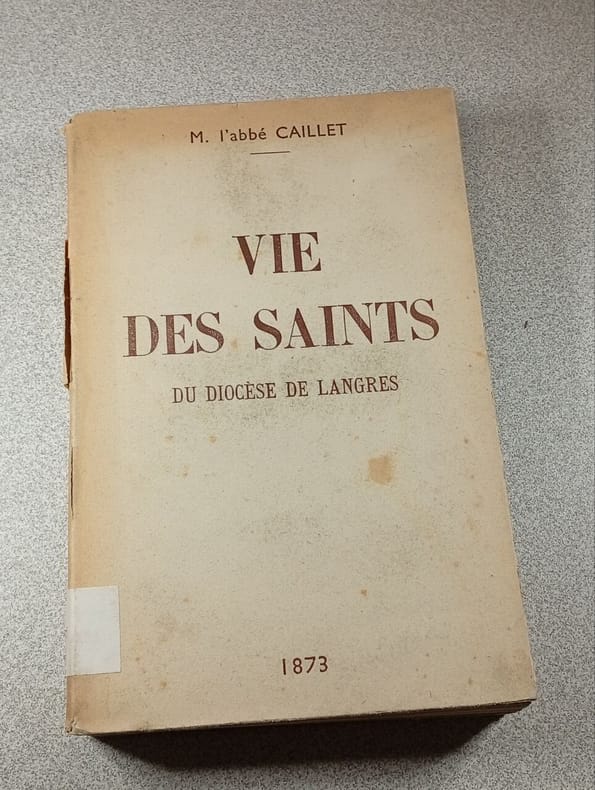 M. l'abbé CAILLET
VIE
DES SAINTS
DU DIOCÈSE DE LANGRES
1873